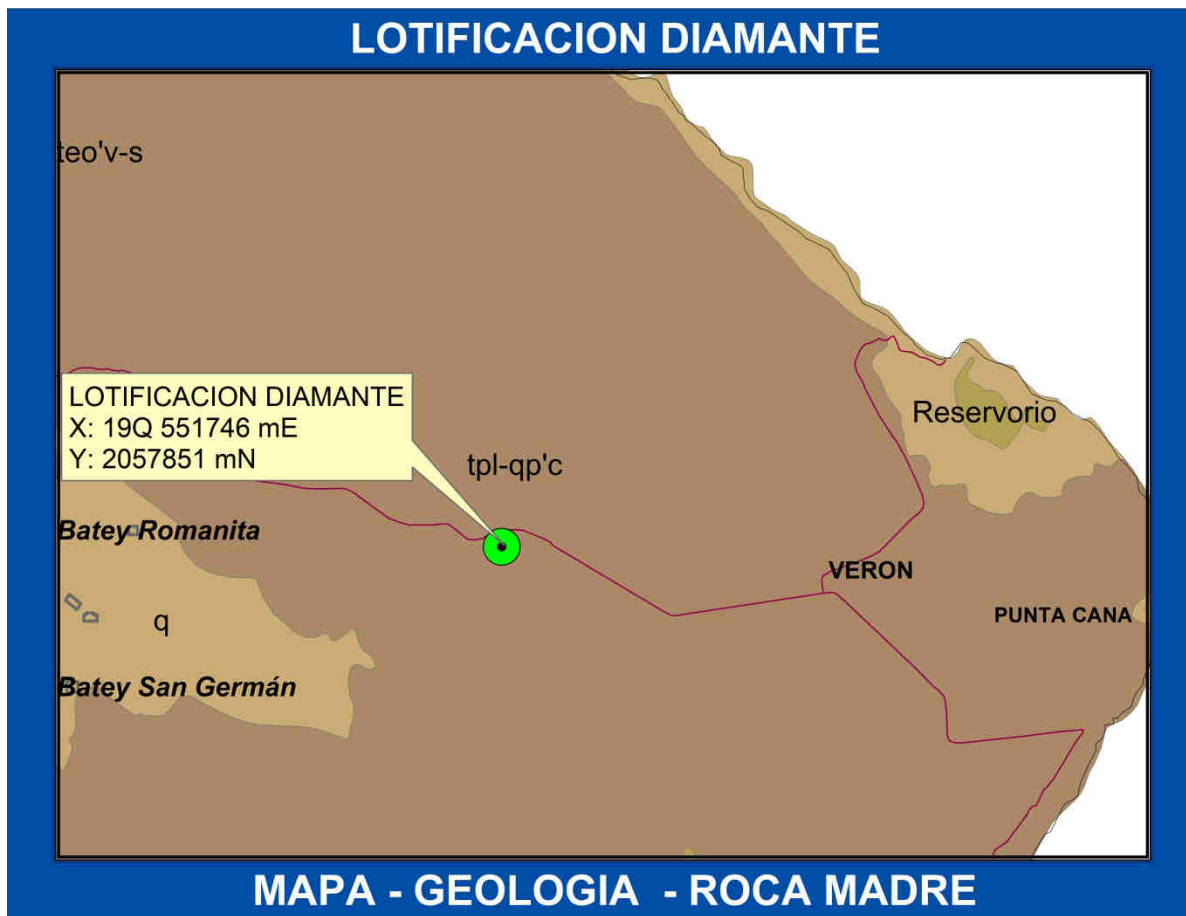 LOTIFICACION DIAMANTE
teo'v-s
LOTIFICACION DIAMANTE
X: 19Q 551746 mE
Y: 2057851 mN
Reservorio
tpl-qp'c
Batey Romanita
VERON
PUNTA CANA
q
Batey San Germán
MAPA - GEOLOGIA - ROCA MADRE